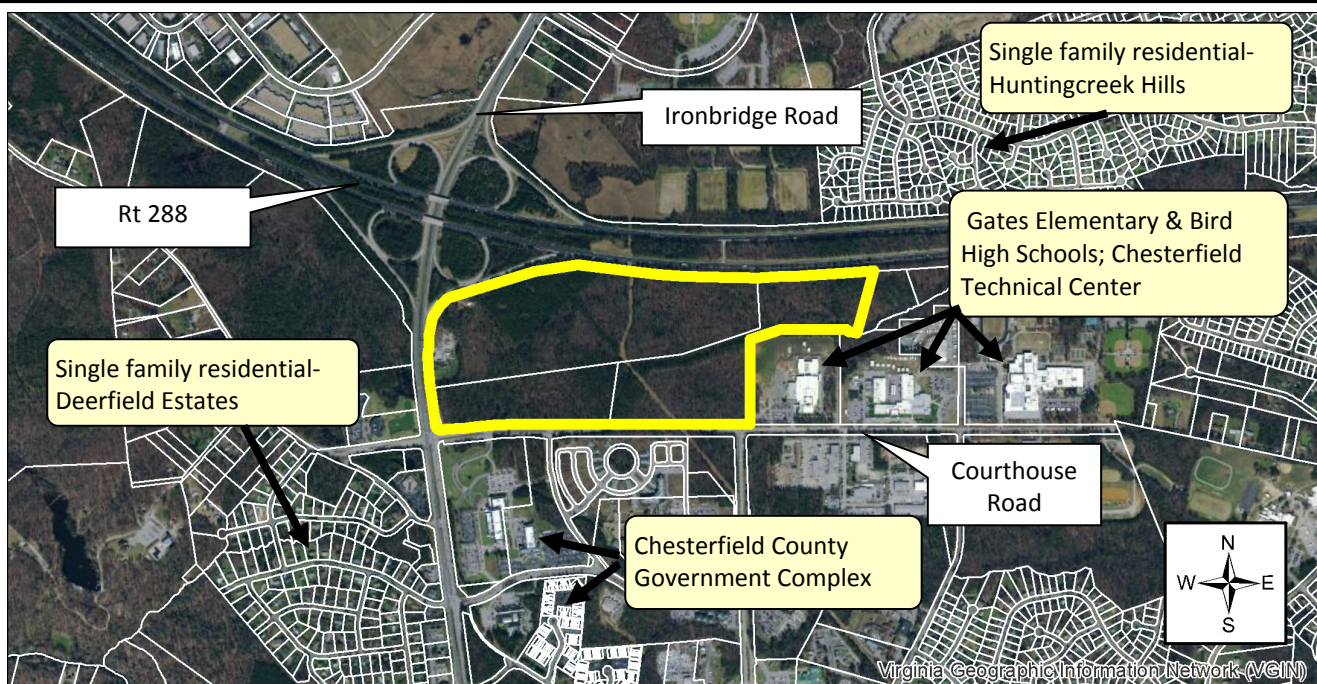 Single family residential-
Huntingcreek Hills
Ironbridge Road
Rt 288
Gates Elementary & Bird
High Schools; Chesterfield
Technical Center
Single family residential-
Deerfield Estates
Courthouse
Road
Chesterfield County
Government Complex
N
W E
S
Virginia Geographic Information Network (VGIN)